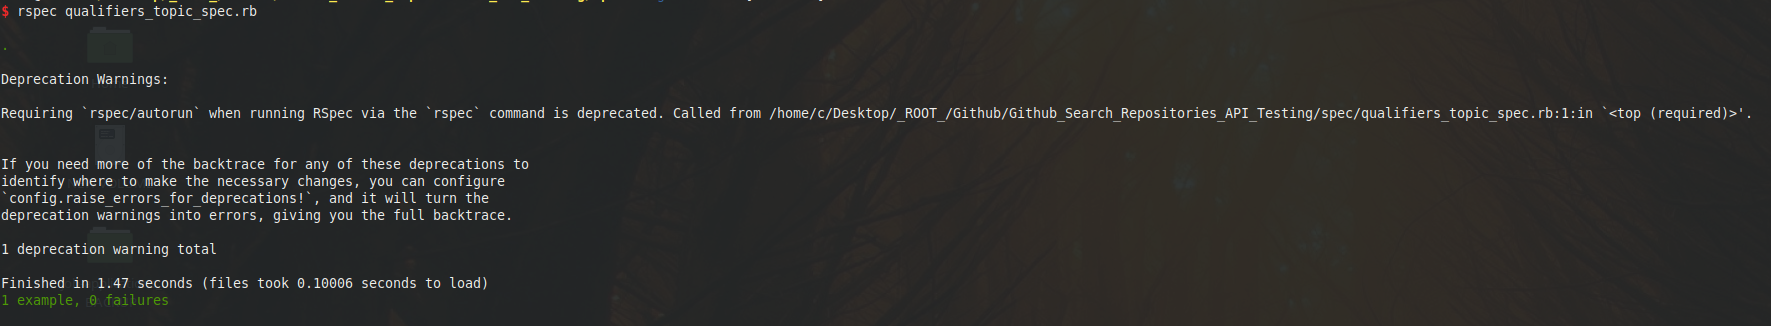 $ rspec qualifiers_topic_spec.rb
.
Deprecation Warnings:
Requiring `rspec/autorun` when running RSpec via the `rspec` command is deprecated. Called from /home/c/Desktop/_ROOT_/Github/Github_Search_Repositories_API_Testing/spec/qualifiers_topic_spec.rb:1:in `<top (required)>'.
If you need more of the backtrace for any of these deprecations to
identify where to make the necessary changes, you can configure
`config.raise_errors_for_deprecations!`, and it will turn the
deprecation warnings into errors, giving you the full backtrace.
1 deprecation warning total
Finished in 1.47 seconds (files took 0.10006 seconds to load)
1 example, 0 failures